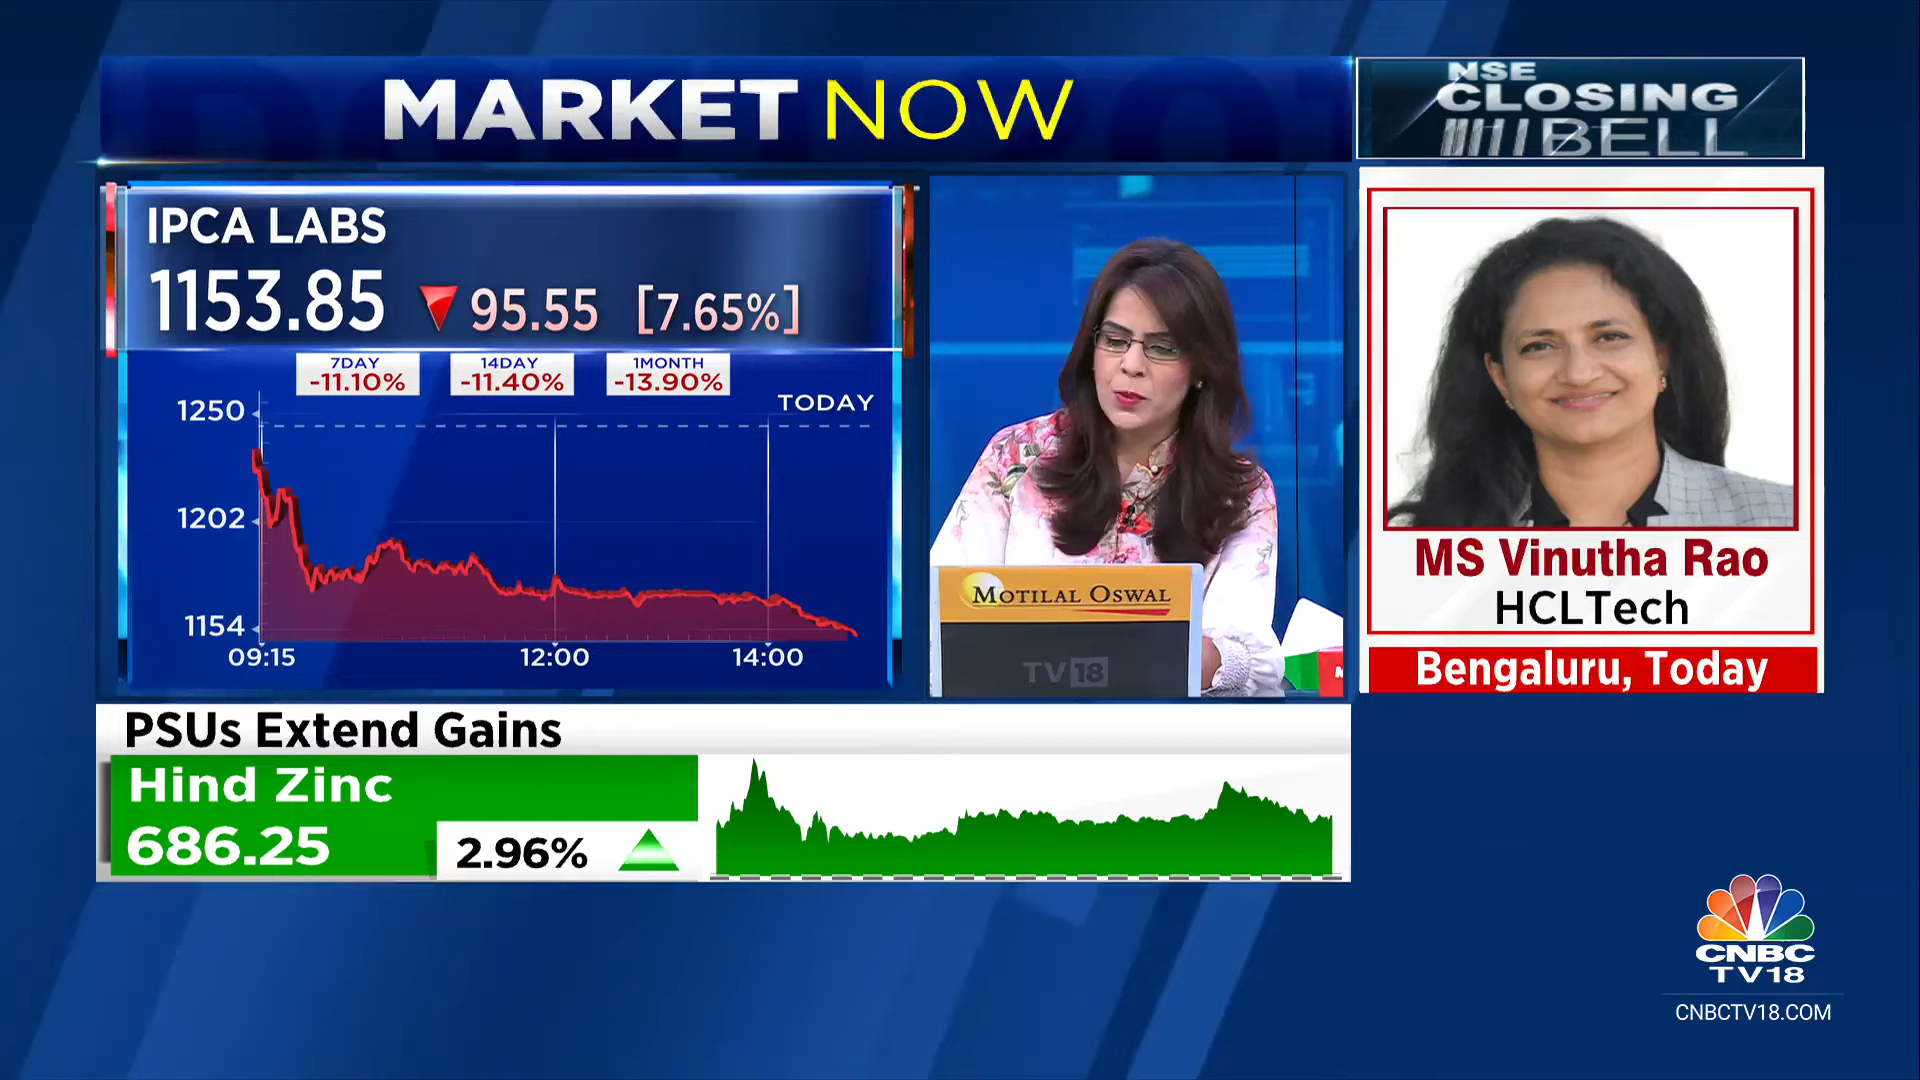 MARKET NOW
NSE
CLOSING
BELL
IPCA LABS
1153.85 ▼ 95.55 [7.65%]
7DAY
-11.10%
14DAY
-11.40%
1MONTH
-13.90%
TODAY
1250
1202
1154
09:15 12:00 14:00
MOTILAL OSWAL
TV18
MS Vinutha Rao
HCLTech
Bengaluru, Today
PSUs Extend Gains
Hind Zinc
686.25
2.96%
CNBC
TV18
CNBCTV18.COM